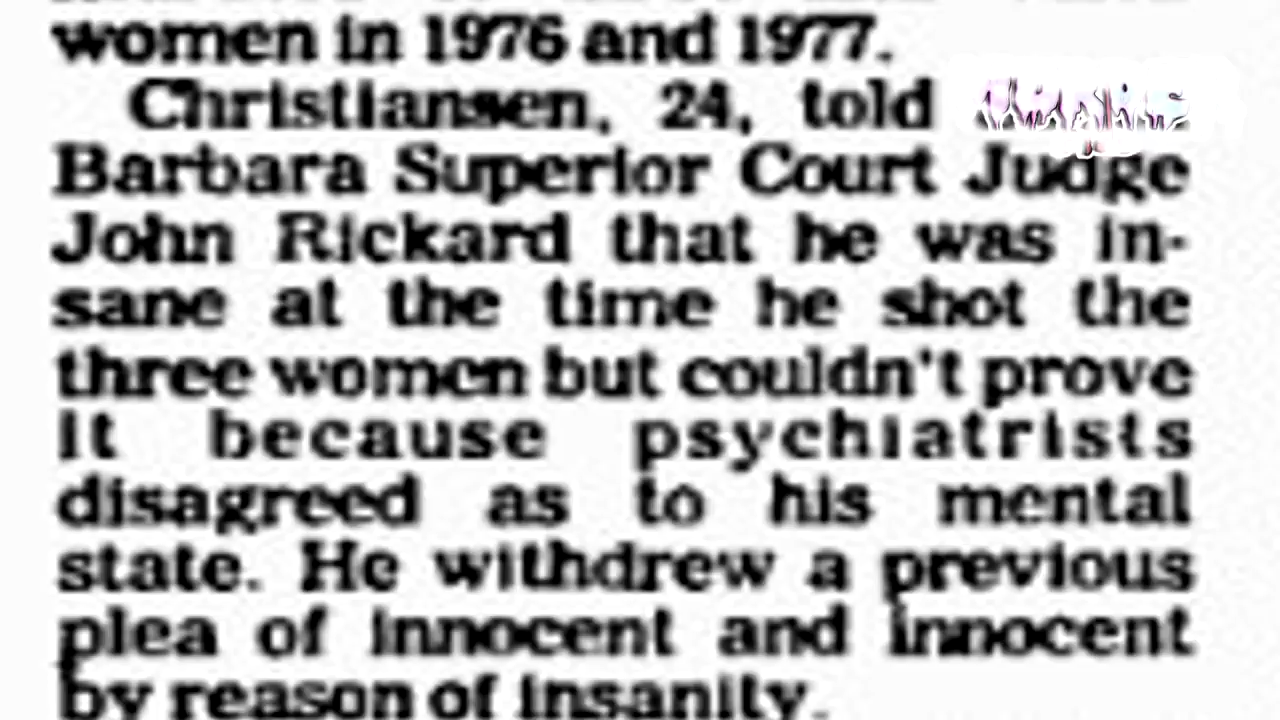 women in 1976 and 1977.
Christiansen, 24, told
Barbara Superior Court Judge
John Rickard that he was in-
sane at the time he shot the
three women but couldn't prove
it because psychiatrists
disagreed as to his mental
state. He withdrew a previous
plea of innocent and innocent
by reason of insanity.